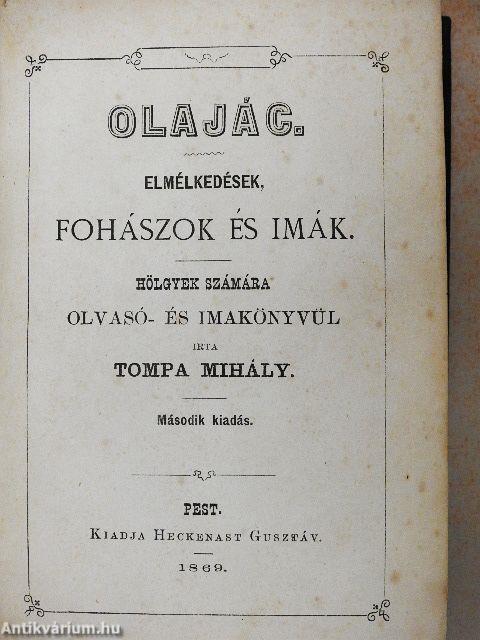 OLAJÁC.
ELMÉLKEDÉSEK,
FOHÁSZOK ÉS IMÁK.
HÖLGYEK SZÁMÁRA
OLVASÓ- ÉS IMAKÖNYVÜL
IRTA
TOMPA MIHÁLY.
Második kiadás.
PEST.
KIADJA HECKENAST GUSZTÁV.
1869.
Antikvárium.hu